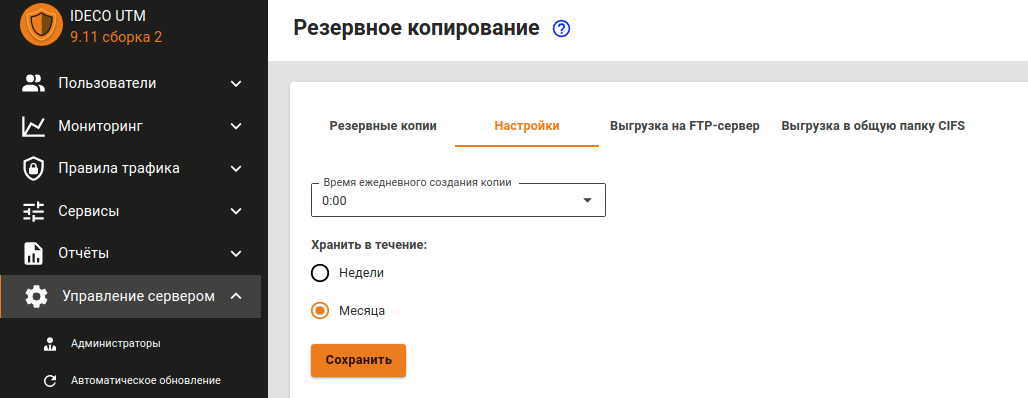 IDECO UTM
9.11 сборка 2
Пользователи
Мониторинг
Правила трафика
Сервисы
Отчёты
Управление сервером
Администраторы
Автоматическое обновление
Резервное копирование ?
Резервные копии Настройки Выгрузка на FTP-сервер Выгрузка в общую папку CIFS
Время ежедневного создания копии
0:00
Хранить в течение:
Недели
Месяца
Сохранить